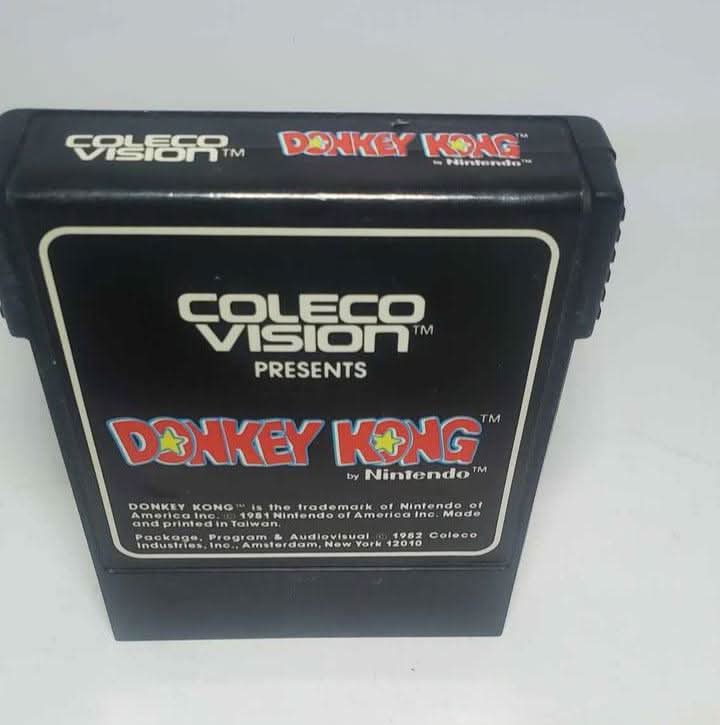 COLECO VISION™ DONKEY KONG™
by Nintendo™
COLECO
VISION™
PRESENTS
DONKEY KONG™
by Nintendo™
DONKEY KONG™ is the trademark of Nintendo of
America Inc. © 1981 Nintendo of America Inc. Made
and printed in Taiwan.
Package, Program & Audiovisual © 1982 Coleco
Industries, Inc., Amsterdam, New York 12010